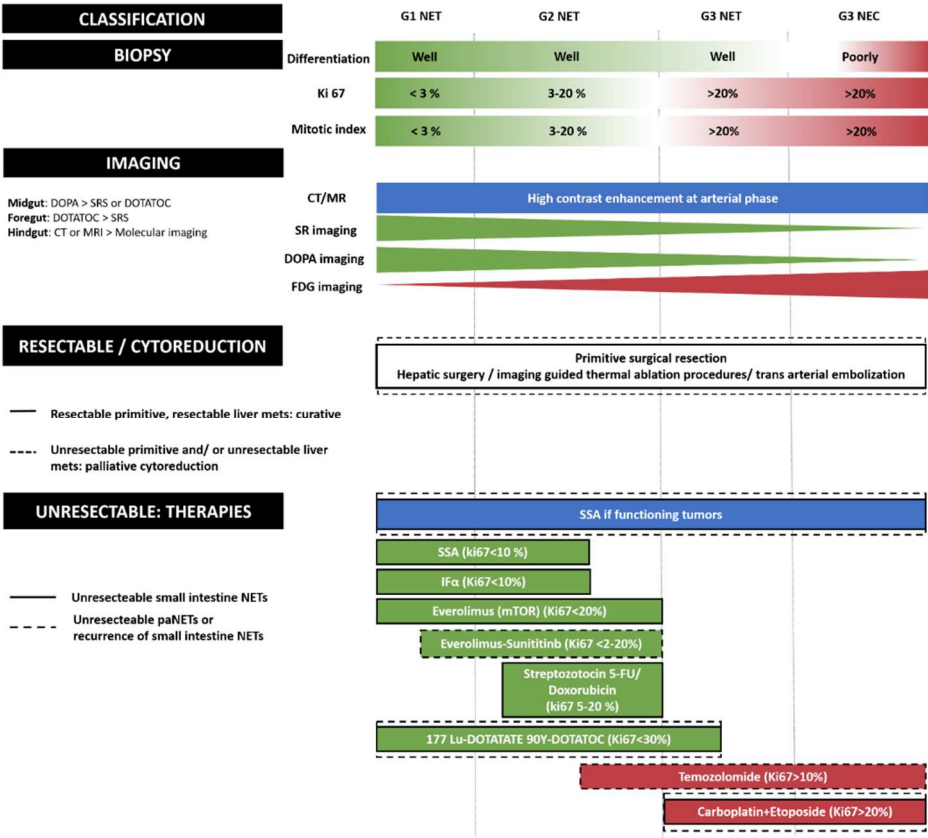 CLASSIFICATION
G1 NET G2 NET G3 NET G3 NEC
BIOPSY
Differentiation Well Well Well Poorly
Ki 67 < 3 % 3-20 % >20% >20%
Mitotic index < 3 % 3-20 % >20% >20%
IMAGING
Midgut: DOPA > SRS or DOTATOC
Foregut: DOTATOC > SRS
Hindgut: CT or MRI > Molecular imaging
CT/MR High contrast enhancement at arterial phase
SR imaging
DOPA imaging
FDG imaging
RESECTABLE / CYTOREDUCTION
Primitive surgical resection
Hepatic surgery / imaging guided thermal ablation procedures/ trans arterial embolization
Resectable primitive, resectable liver mets: curative
Unresectable primitive and/ or unresectable liver
mets: palliative cytoreduction
UNRESECTABLE: THERAPIES
SSA if functioning tumors
SSA (ki67<10 %)
IFα (Ki67<10%)
Unresecteable small intestine NETs
Unresecteable paNETs or
recurrence of small intestine NETs
Everolimus (mTOR) (Ki67<20%)
Everolimus-Sunititinb (Ki67 <2-20%)
Streptozotocin 5-FU/
Doxorubicin
(ki67 5-20 %)
177 Lu-DOTATATE 90Y-DOTATOC (Ki67<30%)
Temozolomide (Ki67>10%)
Carboplatin+Etoposide (Ki67>20%)